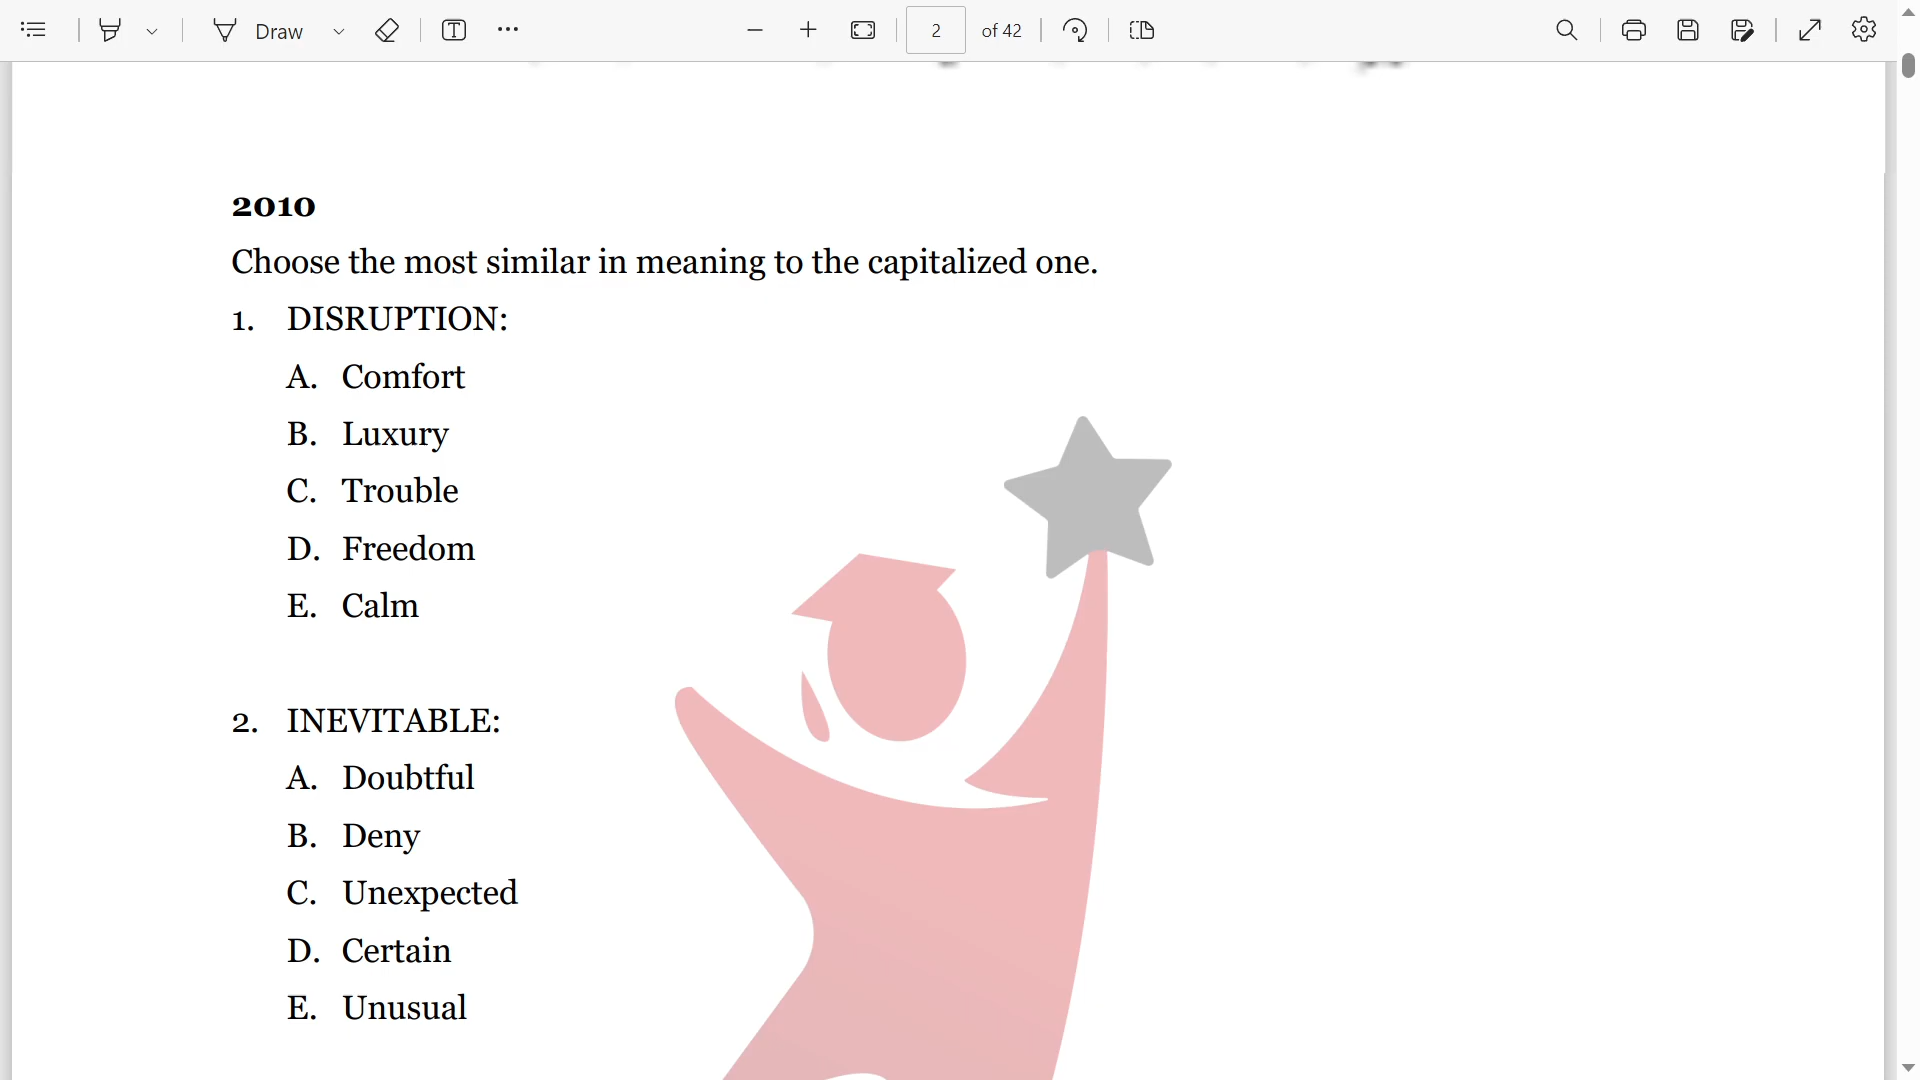 Draw
2
of 42
2010
Choose the most similar in meaning to the capitalized one.
1. DISRUPTION:
A. Comfort
B. Luxury
C. Trouble
D. Freedom
E. Calm
2. INEVITABLE:
A. Doubtful
B. Deny
C. Unexpected
D. Certain
E. Unusual